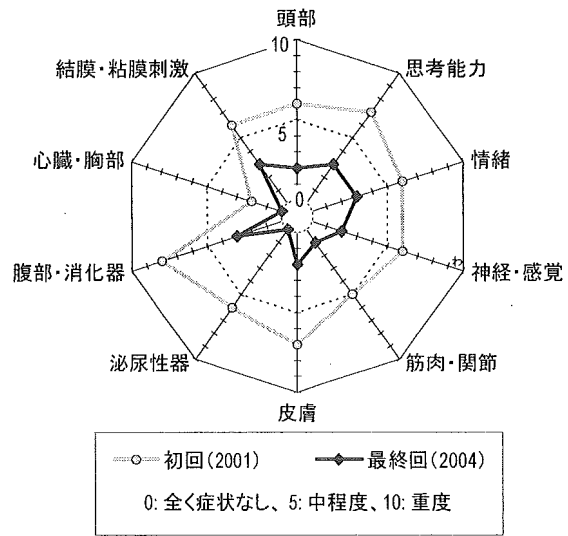 頭部
10
結膜・粘膜刺激
思考能力
5
心臓・胸部
情緒
0
腹部・消化器
神経・感覚
泌尿性器
筋肉・関節
皮膚
初回(2001) 最終回(2004)
0: 全く症状なし、5: 中程度、10: 重度